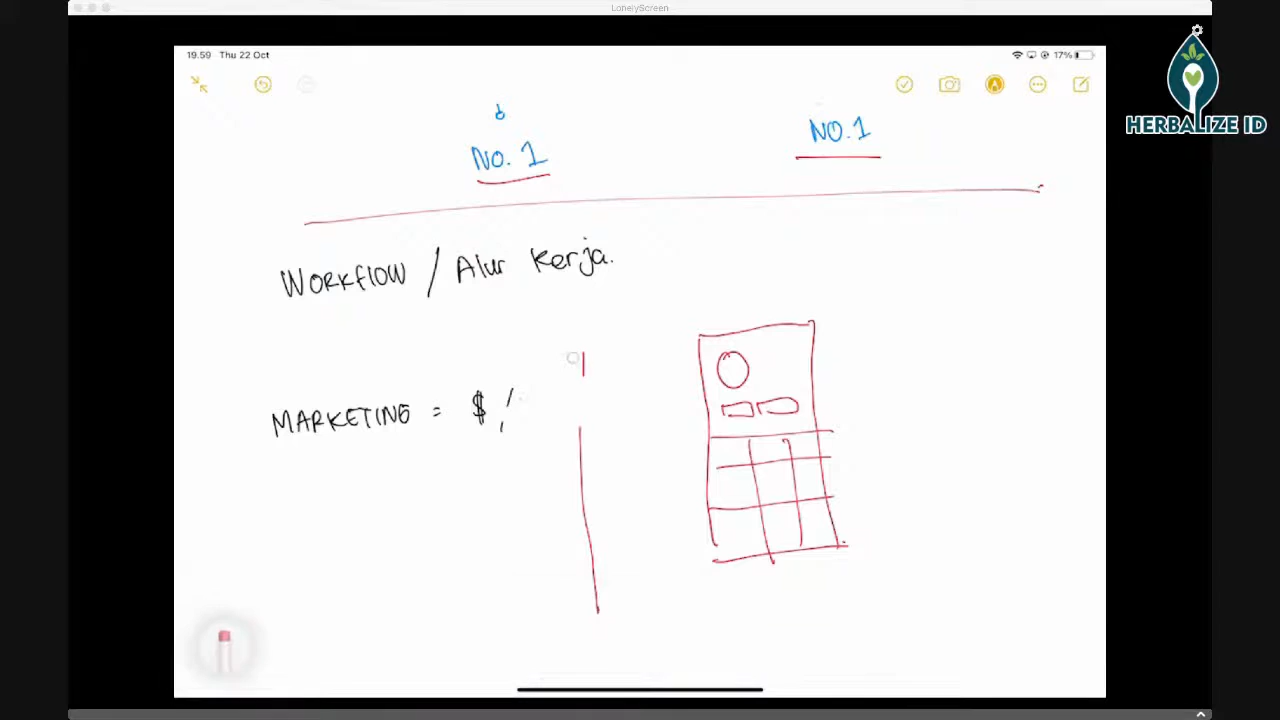 LonelyScreen
19.59 Thu 22 Oct
17%
HERBALIZE ID
NO. 1
NO.1
WORKFLOW / Alur Kerja.
MARKETING = $, /